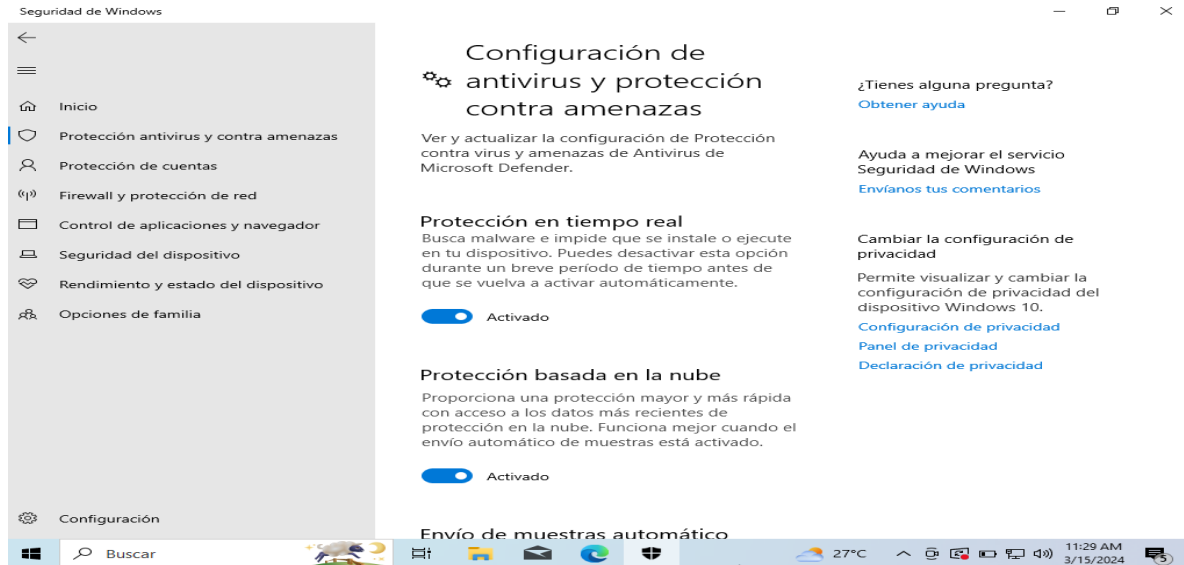 Seguridad de Windows
Inicio
Protección antivirus y contra amenazas
Protección de cuentas
Firewall y protección de red
Control de aplicaciones y navegador
Seguridad del dispositivo
Rendimiento y estado del dispositivo
Opciones de familia
Configuración
Configuración de
antivirus y protección
contra amenazas
Ver y actualizar la configuración de Protección
contra virus y amenazas de Antivirus de
Microsoft Defender.
Protección en tiempo real
Busca malware e impide que se instale o ejecute
en tu dispositivo. Puedes desactivar esta opción
durante un breve período de tiempo antes de
que se vuelva a activar automáticamente.
Activado
Protección basada en la nube
Proporciona una protección mayor y más rápida
con acceso a los datos más recientes de
protección en la nube. Funciona mejor cuando el
envío automático de muestras está activado.
Activado
Envío de muestras automático
¿Tienes alguna pregunta?
Obtener ayuda
Ayuda a mejorar el servicio
Seguridad de Windows
Envíanos tus comentarios
Cambiar la configuración de
privacidad
Permite visualizar y cambiar la
configuración de privacidad del
dispositivo Windows 10.
Configuración de privacidad
Panel de privacidad
Declaración de privacidad
Buscar
27°C
11:29 AM
3/15/2024
5